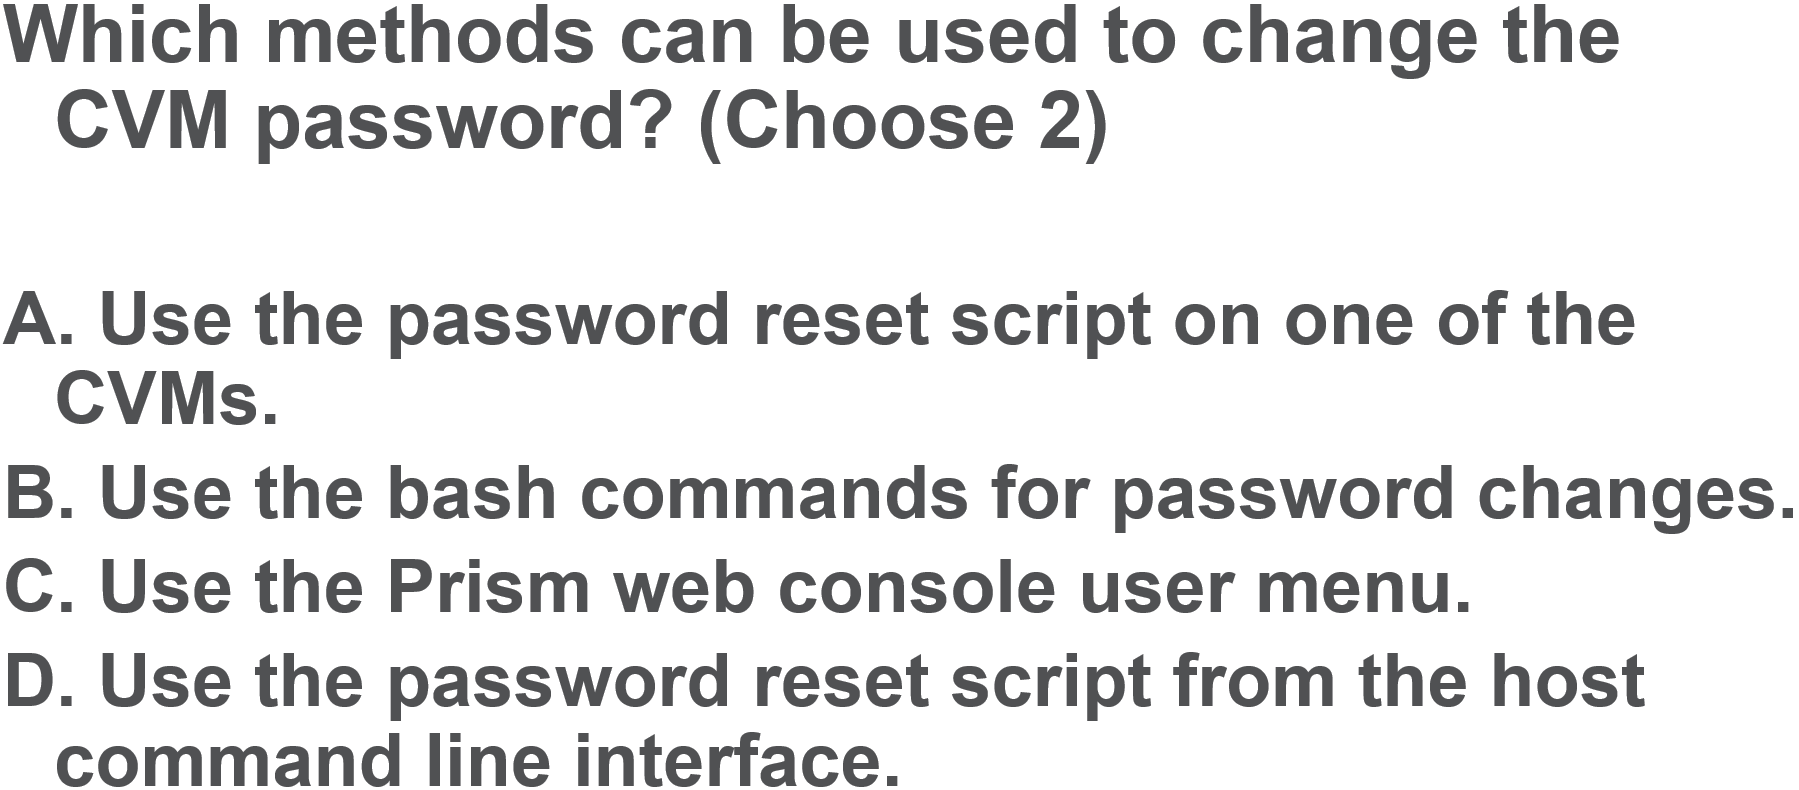 Which methods can be used to change the
CVM password? (Choose 2)
A. Use the password reset script on one of the
CVMs.
B. Use the bash commands for password changes.
C. Use the Prism web console user menu.
D. Use the password reset script from the host
command line interface.